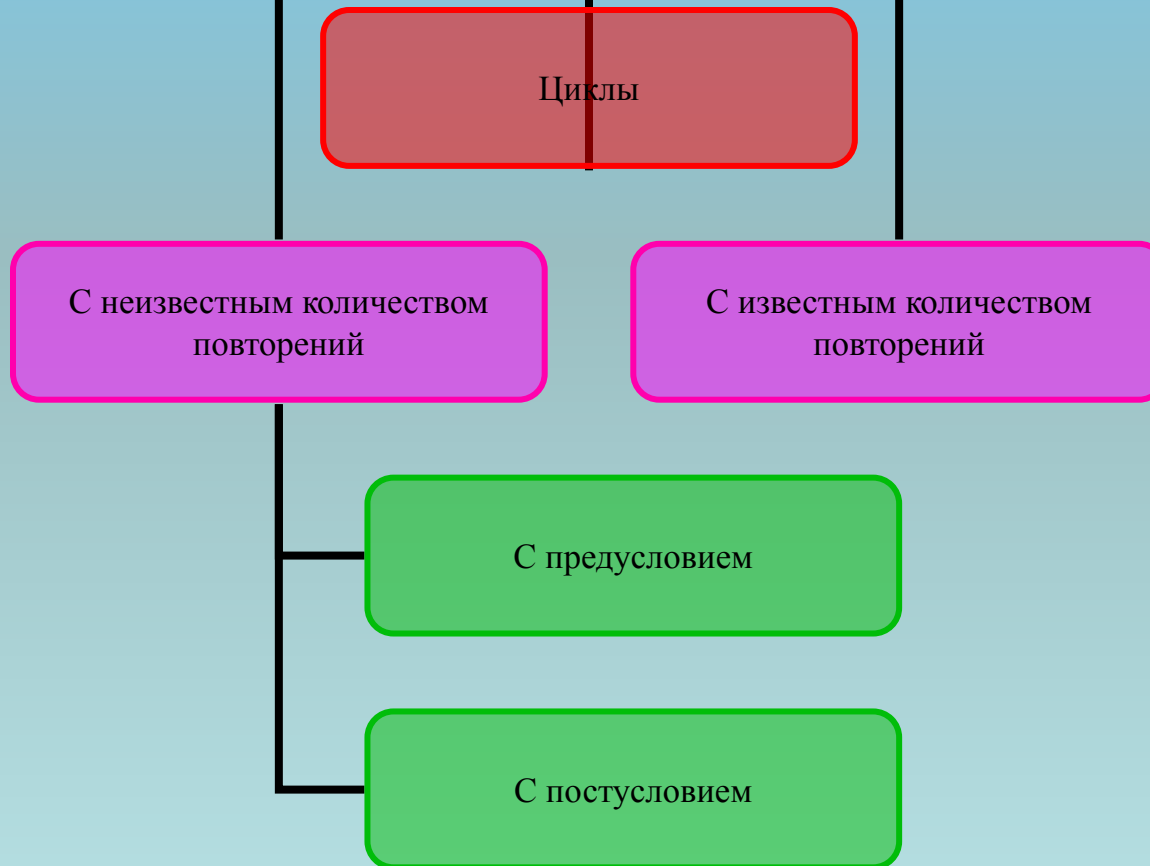 Циклы
С неизвестным количеством
повторений
С известным количеством
повторений
С предусловием
С постусловием